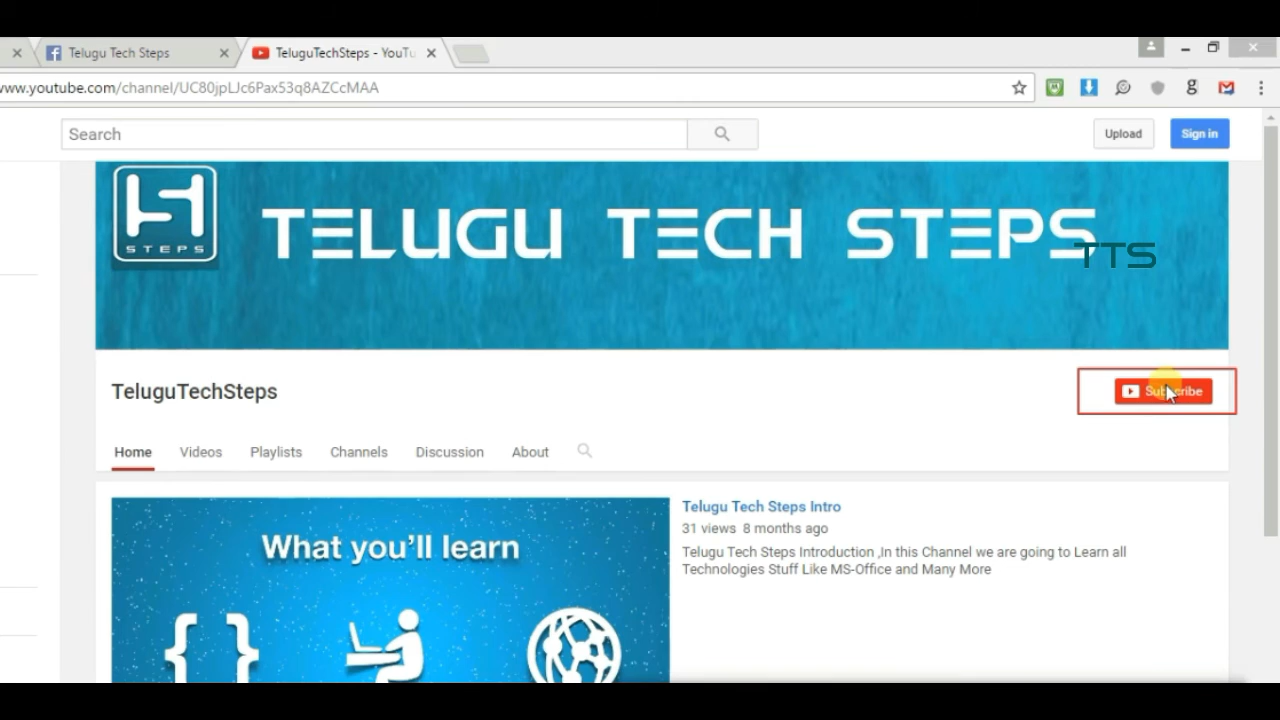 Telugu Tech Steps
TeluguTechSteps - YouTu
www.youtube.com/channel/UC80jpLJc6Pax53q8AZCcMAA
Search
Upload
Sign in
STEPS
TELUGU TECH STEPS
TTS
TeluguTechSteps
Subscribe
Home Videos Playlists Channels Discussion About
What you'll learn
{ }
Telugu Tech Steps Intro
31 views 8 months ago
Telugu Tech Steps Introduction ,In this Channel we are going to Learn all
Technologies Stuff Like MS-Office and Many More